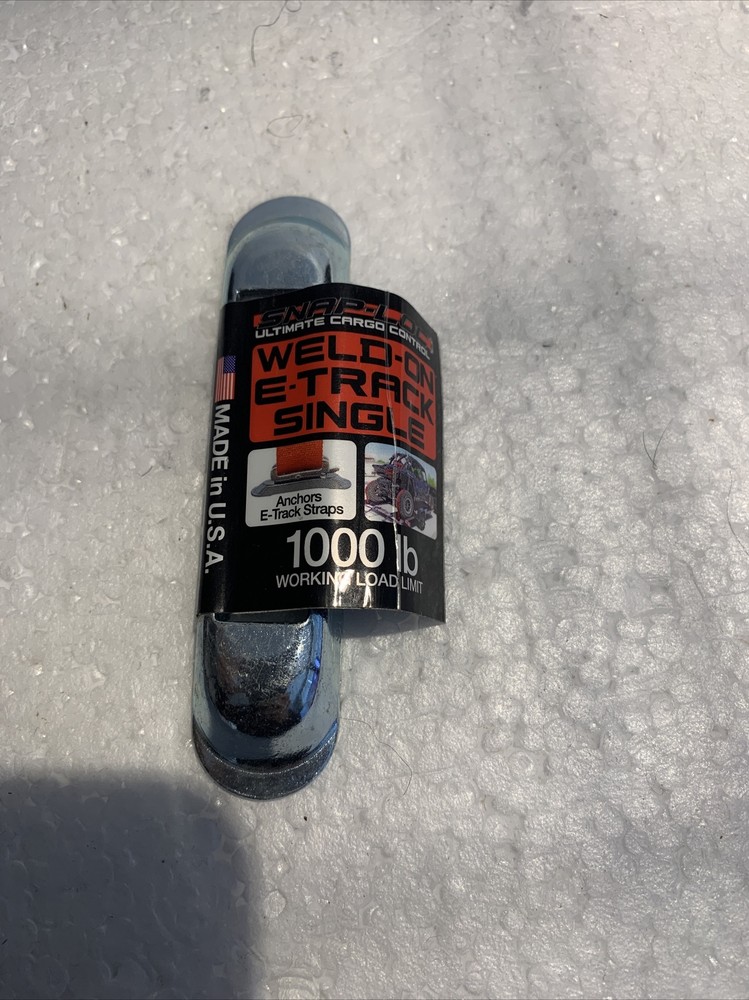 SNAP-LOC
ULTIMATE CARGO CONTROL
WELD-ON
E-TRACK
SINGLE
MADE in U.S.A.
Anchors
E-Track Straps
1000 lb
WORKING LOAD LIMIT